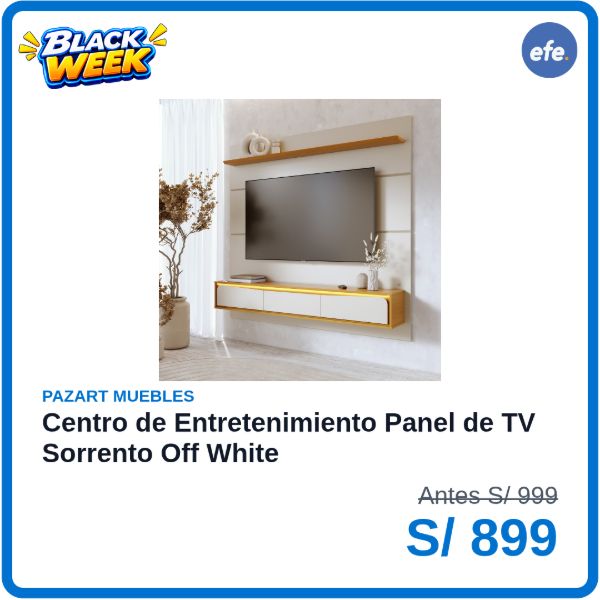 BLACK
WEEK
efe.
PAZART MUEBLES
Centro de Entretenimiento Panel de TV
Sorrento Off White
Antes S/ 999
S/ 899